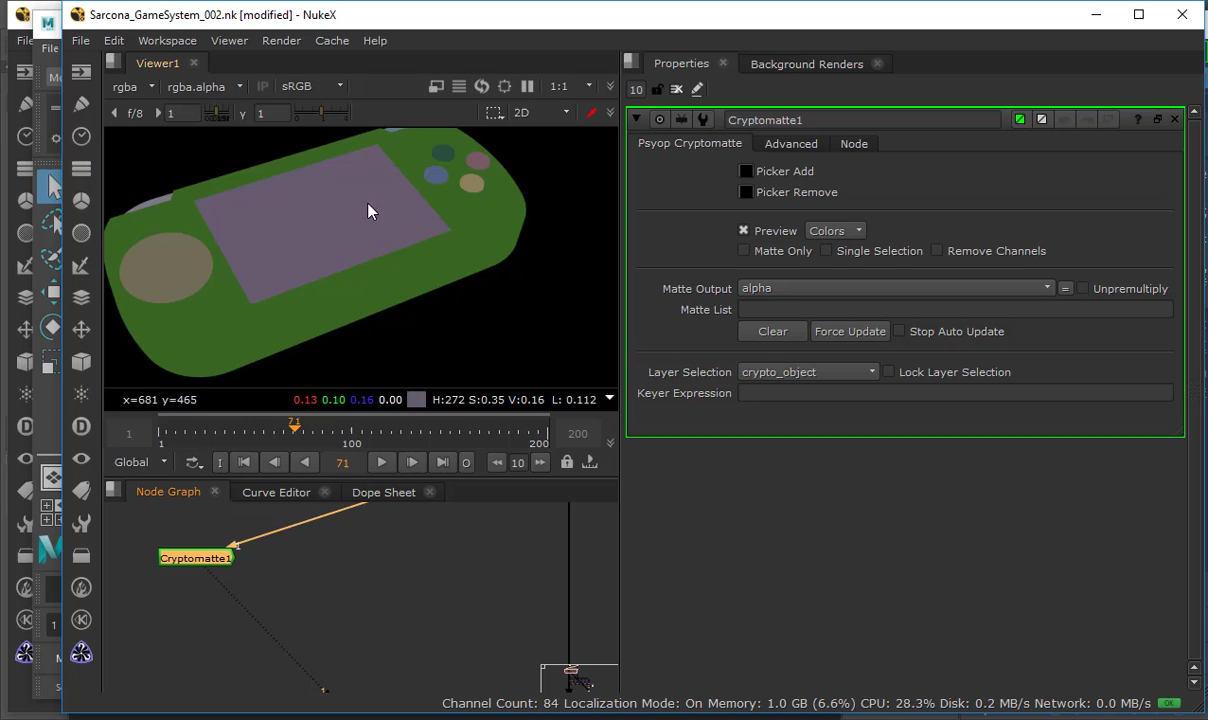 Sarcona_GameSystem_002.nk [modified] - NukeX
File Edit Workspace Viewer Render Cache Help
Viewer1
rgba rgba.alpha IP sRGB 1:1
f/8 1 Y 1 2D
x=681 y=465 0.13 0.10 0.16 0.00 H:272 S:0.35 V:0.16 L: 0.112
71
1 1 100 200 200
Global I 71 O 10
Node Graph Curve Editor Dope Sheet
Cryptomatte1
Properties Background Renders
10
Cryptomatte1
Psyop Cryptomatte Advanced Node
Picker Add
Picker Remove
Preview Colors
Matte Only Single Selection Remove Channels
Matte Output alpha = Unpremultiply
Matte List
Clear Force Update Stop Auto Update
Layer Selection crypto_object Lock Layer Selection
Keyer Expression
Channel Count: 84 Localization Mode: On Memory: 1.0 GB (6.6%) CPU: 28.3% Disk: 0.2 MB/s Network: 0.0 MB/s OK